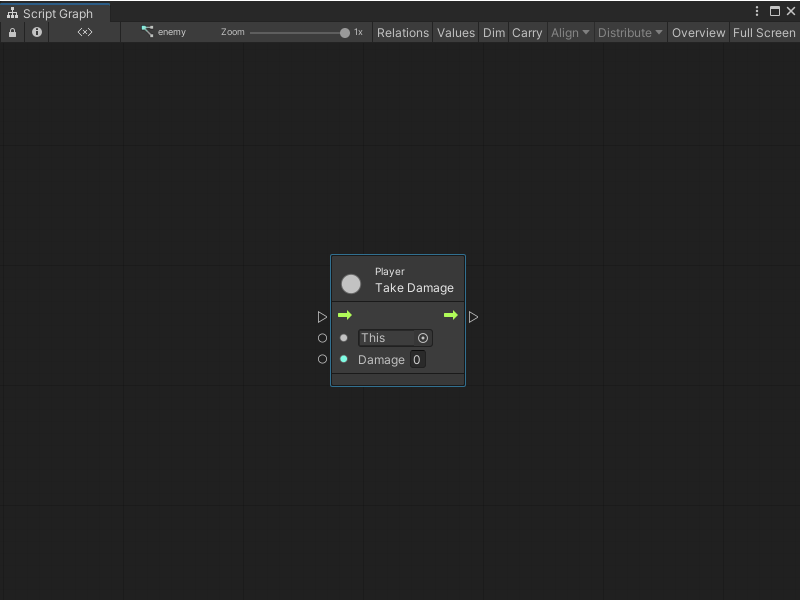 Script Graph
enemy Zoom 1x Relations Values Dim Carry Align Distribute Overview Full Screen
Player
Take Damage
This
Damage 0